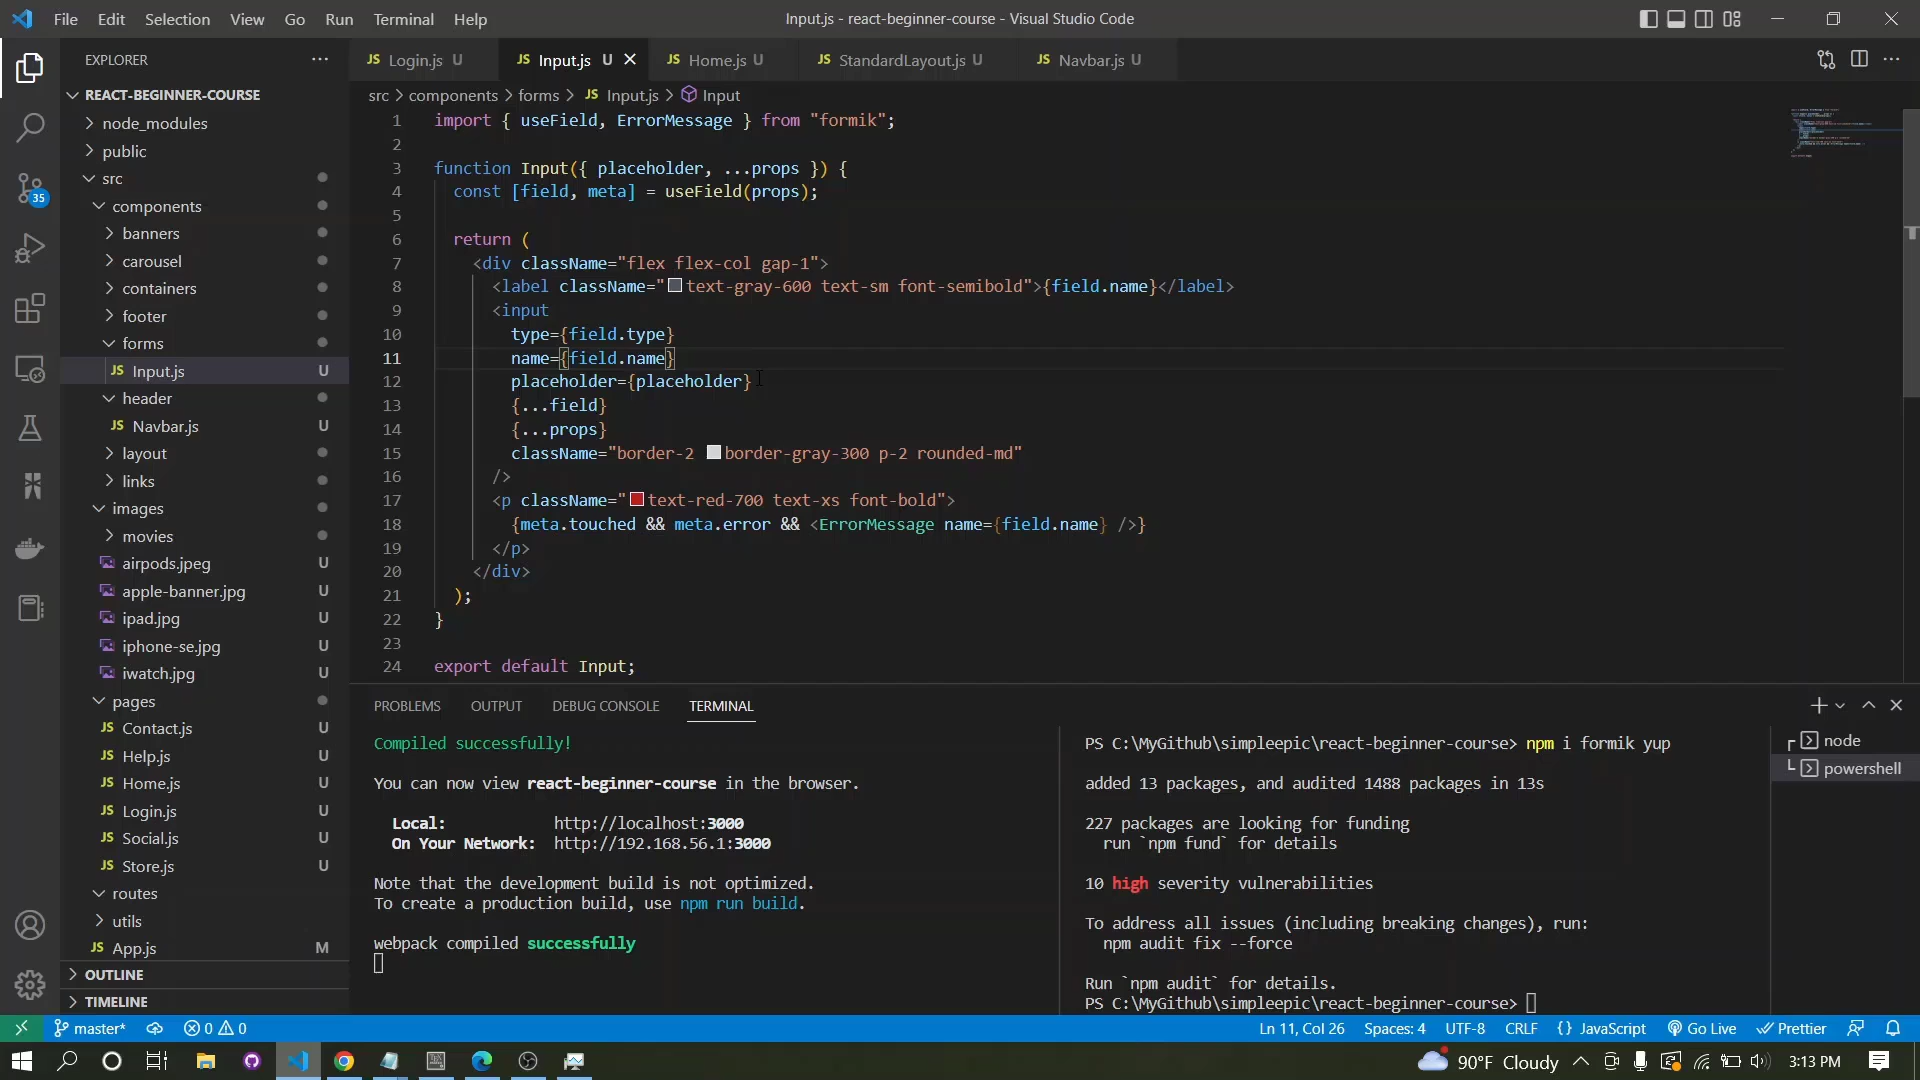 File Edit Selection View Go Run Terminal Help
Input.js - react-beginner-course - Visual Studio Code
EXPLORER
REACT-BEGINNER-COURSE
node_modules
public
src
components
banners
carousel
containers
footer
forms
JS Input.js U
header
JS Navbar.js U
layout
links
images
movies
airpods.jpeg U
apple-banner.jpg U
ipad.jpg U
iphone-se.jpg U
iwatch.jpg U
pages
JS Contact.js U
JS Help.js U
JS Home.js U
JS Login.js U
JS Social.js U
JS Store.js U
routes
utils
JS App.js M
OUTLINE
TIMELINE
35
JS Login.js U JS Input.js U JS Home.js U JS StandardLayout.js U JS Navbar.js U
src > components > forms > JS Input.js > Input
1 import { useField, ErrorMessage } from "formik";
2
3 function Input({ placeholder, ...props }) {
4 const [field, meta] = useField(props);
5
6 return (
7 <div className="flex flex-col gap-1">
8 <label className="text-gray-600 text-sm font-semibold">{field.name}</label>
9 <input
10 type={field.type}
11 name={field.name}
12 placeholder={placeholder}
13 {...field}
14 {...props}
15 className="border-2 border-gray-300 p-2 rounded-md"
16 />
17 <p className="text-red-700 text-xs font-bold">
18 {meta.touched && meta.error && <ErrorMessage name={field.name} />}
19 </p>
20 </div>
21 );
22 }
23
24 export default Input;
PROBLEMS OUTPUT DEBUG CONSOLE TERMINAL
Compiled successfully!
You can now view react-beginner-course in the browser.
Local: http://localhost:3000
On Your Network: http://192.168.56.1:3000
Note that the development build is not optimized.
To create a production build, use npm run build.
webpack compiled successfully
PS C:\MyGithub\simpleepic\react-beginner-course> npm i formik yup
added 13 packages, and audited 1488 packages in 13s
227 packages are looking for funding
run `npm fund` for details
10 high severity vulnerabilities
To address all issues (including breaking changes), run:
npm audit fix --force
Run `npm audit` for details.
PS C:\MyGithub\simpleepic\react-beginner-course>
node
powershell
master* 0 0 Ln 11, Col 26 Spaces: 4 UTF-8 CRLF {} JavaScript Go Live Prettier
90°F Cloudy 3:13 PM